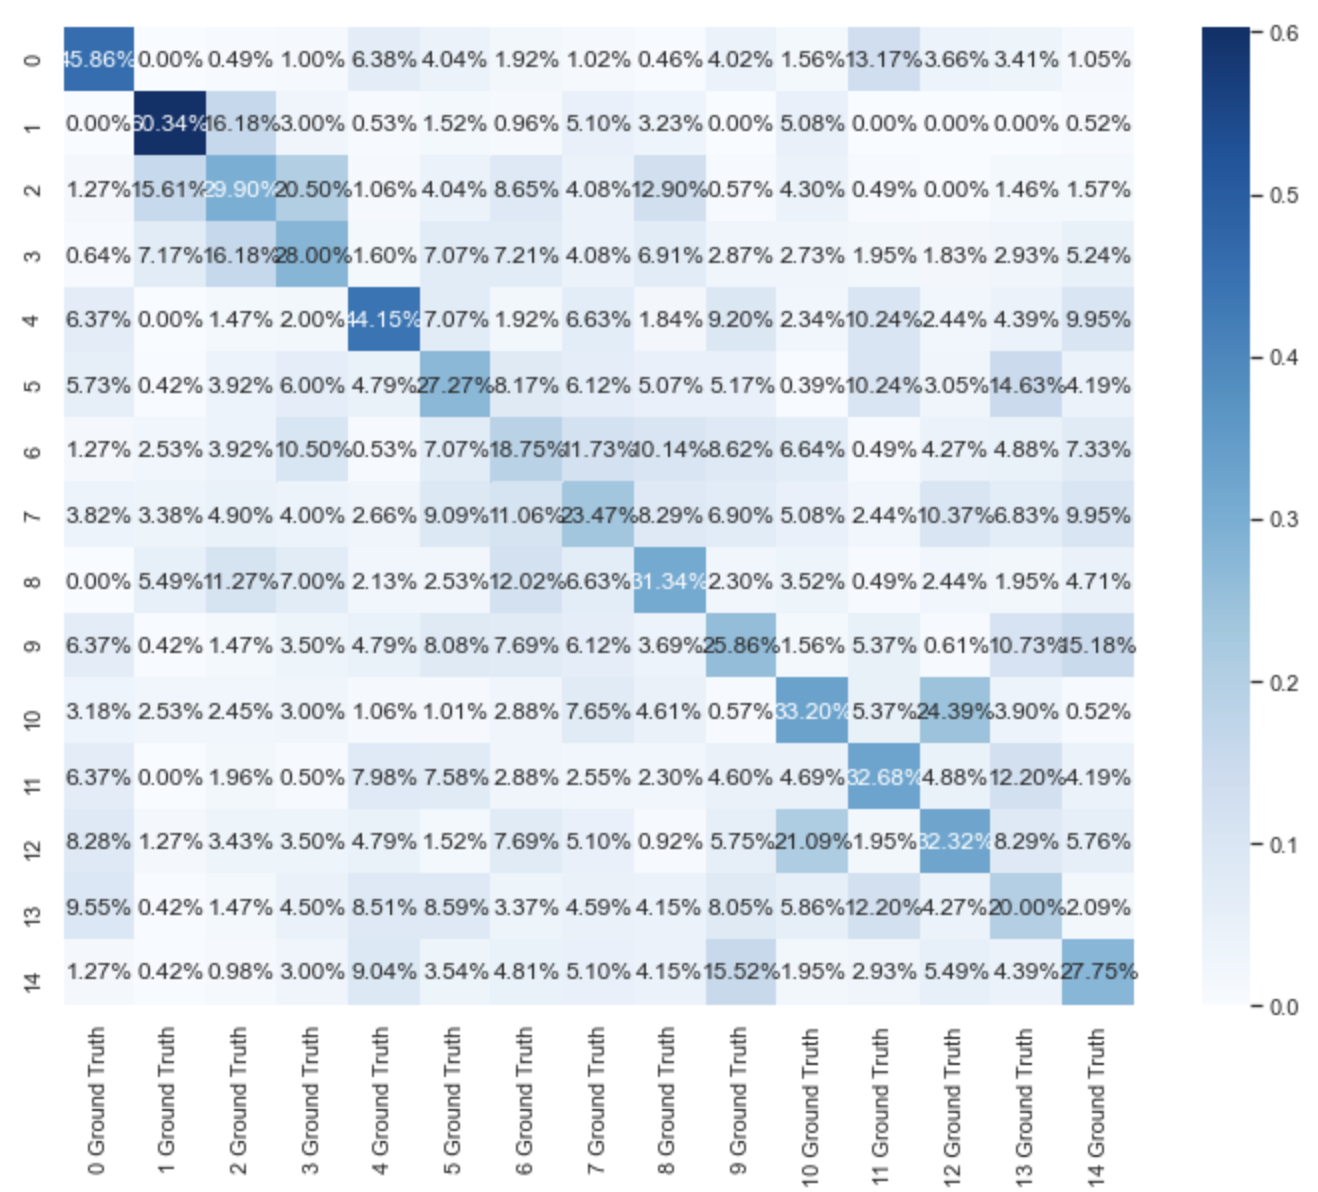 0 45.86% 0.00% 0.49% 1.00% 6.38% 4.04% 1.92% 1.02% 0.46% 4.02% 1.56% 13.17% 3.66% 3.41% 1.05%
1 0.00% 60.34% 16.18% 3.00% 0.53% 1.52% 0.96% 5.10% 3.23% 0.00% 5.08% 0.00% 0.00% 0.00% 0.52%
2 1.27% 15.61% 29.90% 20.50% 1.06% 4.04% 8.65% 4.08% 12.90% 0.57% 4.30% 0.49% 0.00% 1.46% 1.57%
3 0.64% 7.17% 16.18% 28.00% 1.60% 7.07% 7.21% 4.08% 6.91% 2.87% 2.73% 1.95% 1.83% 2.93% 5.24%
4 6.37% 0.00% 1.47% 2.00% 44.15% 7.07% 1.92% 6.63% 1.84% 9.20% 2.34% 10.24% 2.44% 4.39% 9.95%
5 5.73% 0.42% 3.92% 6.00% 4.79% 27.27% 8.17% 6.12% 5.07% 5.17% 0.39% 10.24% 3.05% 14.63% 4.19%
6 1.27% 2.53% 3.92% 10.50% 0.53% 7.07% 18.75% 11.73% 10.14% 8.62% 6.64% 0.49% 4.27% 4.88% 7.33%
7 3.82% 3.38% 4.90% 4.00% 2.66% 9.09% 11.06% 23.47% 8.29% 6.90% 5.08% 2.44% 10.37% 6.83% 9.95%
8 0.00% 5.49% 11.27% 7.00% 2.13% 2.53% 12.02% 6.63% 31.34% 2.30% 3.52% 0.49% 2.44% 1.95% 4.71%
9 6.37% 0.42% 1.47% 3.50% 4.79% 8.08% 7.69% 6.12% 3.69% 25.86% 1.56% 5.37% 0.61% 10.73% 15.18%
10 3.18% 2.53% 2.45% 3.00% 1.06% 1.01% 2.88% 7.65% 4.61% 0.57% 33.20% 5.37% 24.39% 3.90% 0.52%
11 6.37% 0.00% 1.96% 0.50% 7.98% 7.58% 2.88% 2.55% 2.30% 4.60% 4.69% 32.68% 4.88% 12.20% 4.19%
12 8.28% 1.27% 3.43% 3.50% 4.79% 1.52% 7.69% 5.10% 0.92% 5.75% 21.09% 1.95% 32.32% 8.29% 5.76%
13 9.55% 0.42% 1.47% 4.50% 8.51% 8.59% 3.37% 4.59% 4.15% 8.05% 5.86% 12.20% 4.27% 20.00% 2.09%
14 1.27% 0.42% 0.98% 3.00% 9.04% 3.54% 4.81% 5.10% 4.15% 15.52% 1.95% 2.93% 5.49% 4.39% 27.75%
0 Ground Truth
1 Ground Truth
2 Ground Truth
3 Ground Truth
4 Ground Truth
5 Ground Truth
6 Ground Truth
7 Ground Truth
8 Ground Truth
9 Ground Truth
10 Ground Truth
11 Ground Truth
12 Ground Truth
13 Ground Truth
14 Ground Truth
0.6
0.5
0.4
0.3
0.2
0.1
0.0